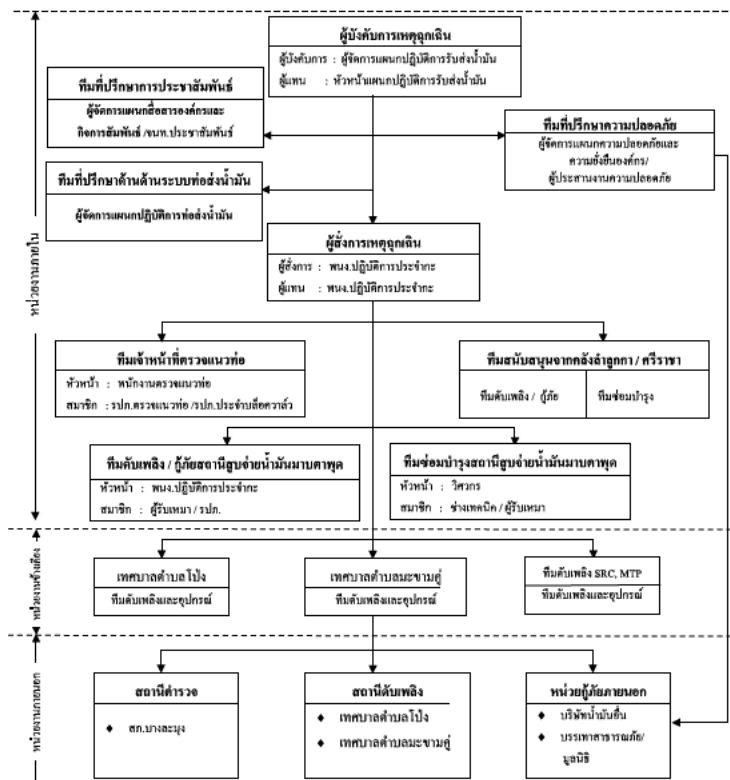 ผู้บังคับการเหตุฉุกเฉิน
ผู้บังคับการ : ผู้จัดการแผนกปฏิบัติการรับส่งน้ำมัน
ผู้แทน : หัวหน้าแผนกปฏิบัติการรับส่งน้ำมัน
ทีมที่ปรึกษาการประชาสัมพันธ์
ผู้จัดการแผนกสื่อสารองค์กรและ
กิจการสัมพันธ์ /จนท.ประชาสัมพันธ์
ทีมที่ปรึกษาความปลอดภัย
ผู้จัดการแผนกความปลอดภัยและ
ความยั่งยืนองค์กร/
ผู้ประสานงานความปลอดภัย
ทีมที่ปรึกษาด้านด้านระบบท่อส่งน้ำมัน
ผู้จัดการแผนกปฏิบัติการท่อส่งน้ำมัน
หน่วยงานภายใน
ผู้สั่งการเหตุฉุกเฉิน
ผู้สั่งการ : พนง.ปฏิบัติการประจำกะ
ผู้แทน : พนง.ปฏิบัติการประจำกะ
ทีมเจ้าหน้าที่ตรวจแนวท่อ
หัวหน้า : พนักงานตรวจแนวท่อ
สมาชิก : รปภ.ตรวจแนวท่อ /รปภ.ประจำบล็อควาล์ว
ทีมสนับสนุนจากคลังลำลูกกา / ศรีราชา
ทีมดับเพลิง / กู้ภัย
ทีมซ่อมบำรุง
ทีมดับเพลิง / กู้ภัยสถานีสูบจ่ายน้ำมันมาบตาพุด
หัวหน้า : พนง.ปฏิบัติการประจำกะ
สมาชิก : ผู้รับเหมา / รปภ.
ทีมซ่อมบำรุงสถานีสูบจ่ายน้ำมันมาบตาพุด
หัวหน้า : วิศวกร
สมาชิก : ช่างเทคนิค / ผู้รับเหมา
หน่วยงานข้างเคียง
เทศบาลตำบลโป่ง
ทีมดับเพลิงและอุปกรณ์
เทศบาลตำบลมะขามคู่
ทีมดับเพลิงและอุปกรณ์
ทีมดับเพลิง SRC, MTP
ทีมดับเพลิงและอุปกรณ์
หน่วยงานภายนอก
สถานีตำรวจ
♦ สภ.บางละมุง
สถานีดับเพลิง
♦ เทศบาลตำบลโป่ง
♦ เทศบาลตำบลมะขามคู่
หน่วยกู้ภัยภายนอก
♦ บริษัทน้ำมันอื่น
♦ บรรเทาสาธารณภัย/
มูลนิธิ